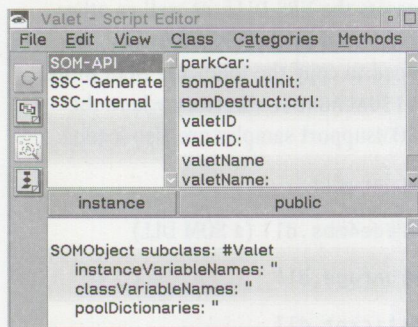 Valet - Script Editor
File Edit View Class Categories Methods
SOM-API
SSC-Generate
SSC-Internal
parkCar:
somDefaultInit:
somDestruct:ctrl:
valetID
valetID:
valetName
valetName:
instance public
SOMObject subclass: #Valet
instanceVariableNames: ''
classVariableNames: ''
poolDictionaries: ''